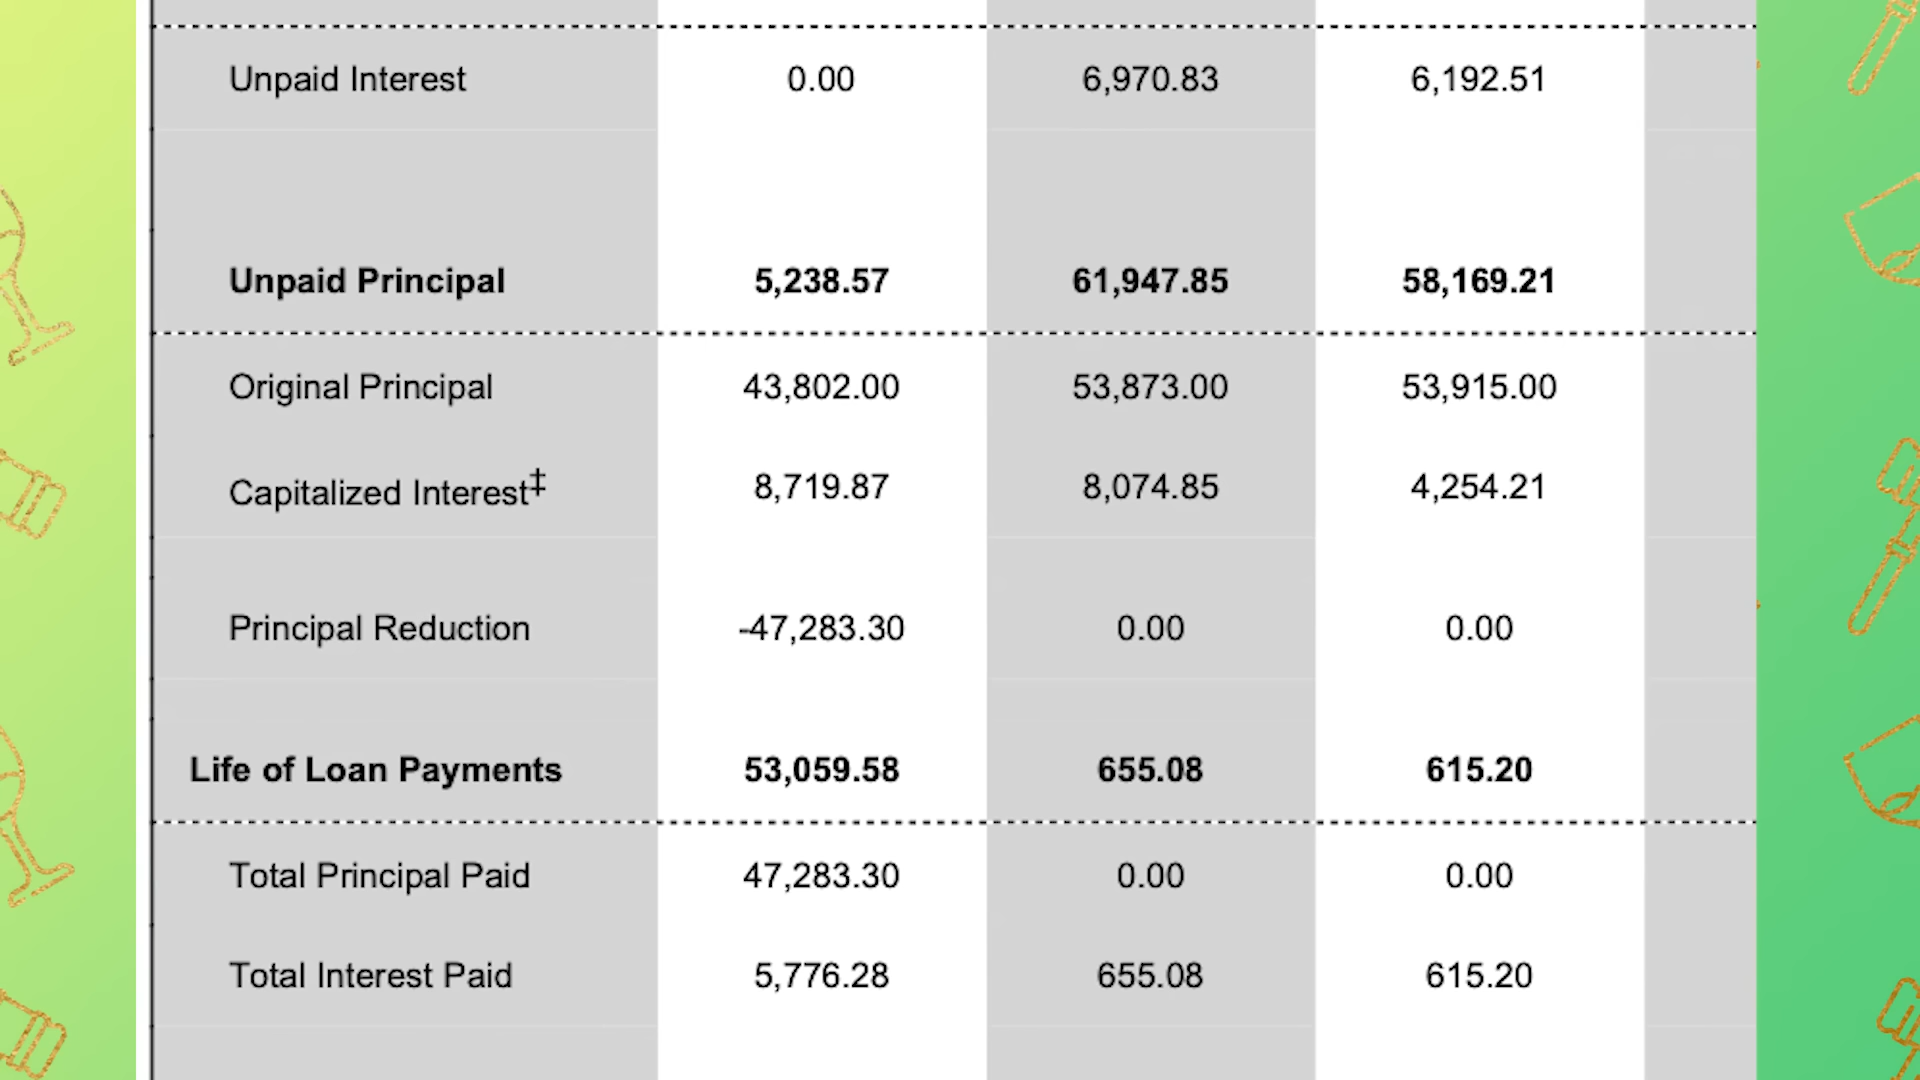 Unpaid Interest 0.00 6,970.83 6,192.51
Unpaid Principal 5,238.57 61,947.85 58,169.21
Original Principal 43,802.00 53,873.00 53,915.00
Capitalized Interest‡ 8,719.87 8,074.85 4,254.21
Principal Reduction -47,283.30 0.00 0.00
Life of Loan Payments 53,059.58 655.08 615.20
Total Principal Paid 47,283.30 0.00 0.00
Total Interest Paid 5,776.28 655.08 615.20